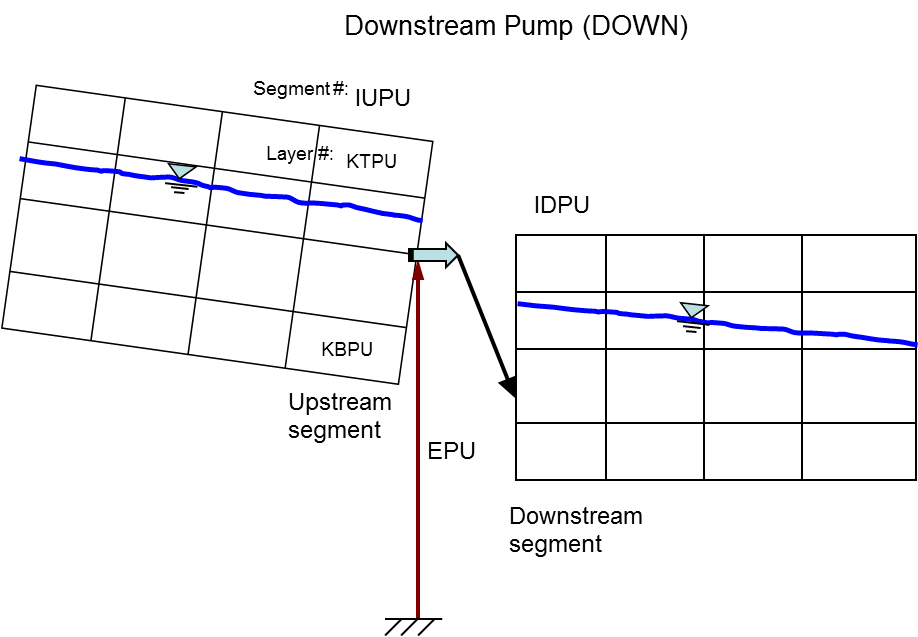 Downstream Pump (DOWN)
Segment #: IUPU
Layer #: KTPU
IDPU
KBPU
Upstream
segment
EPU
Downstream
segment